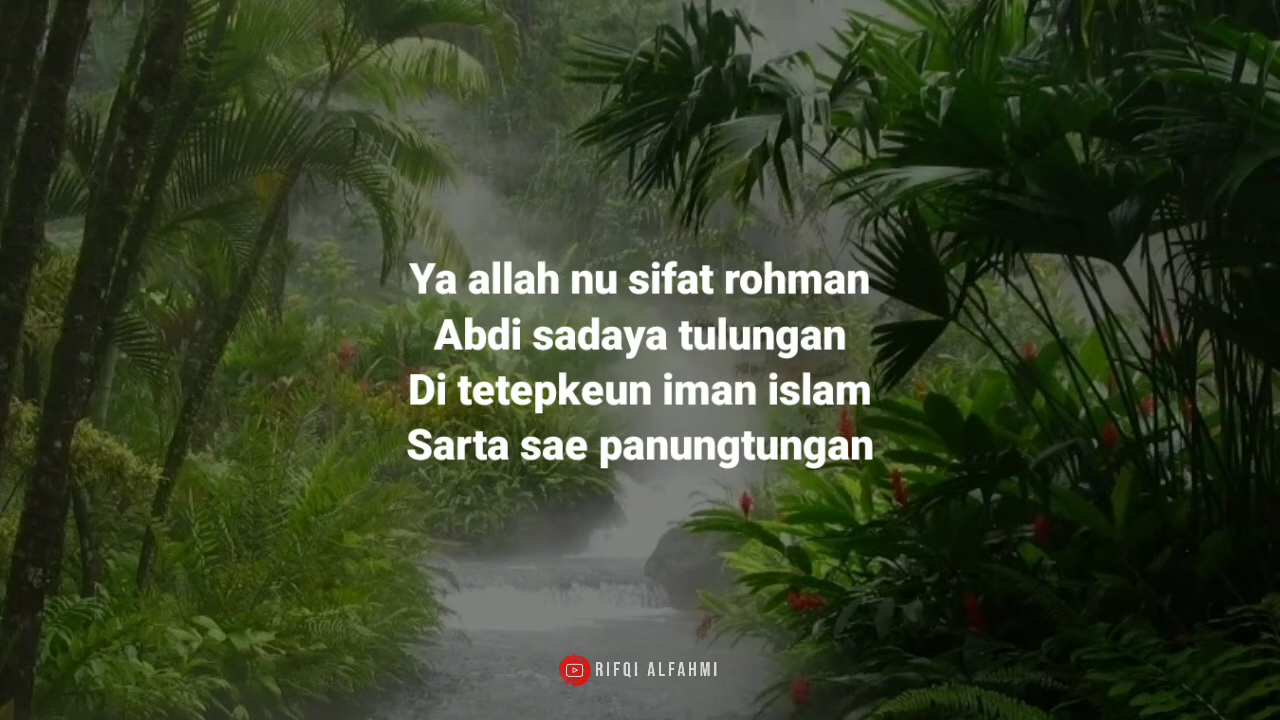 Ya allah nu sifat rohman
Abdi sadaya tulungan
Di tetepkeun iman islam
Sarta sae panungtungan
RIFQI ALFAHMI